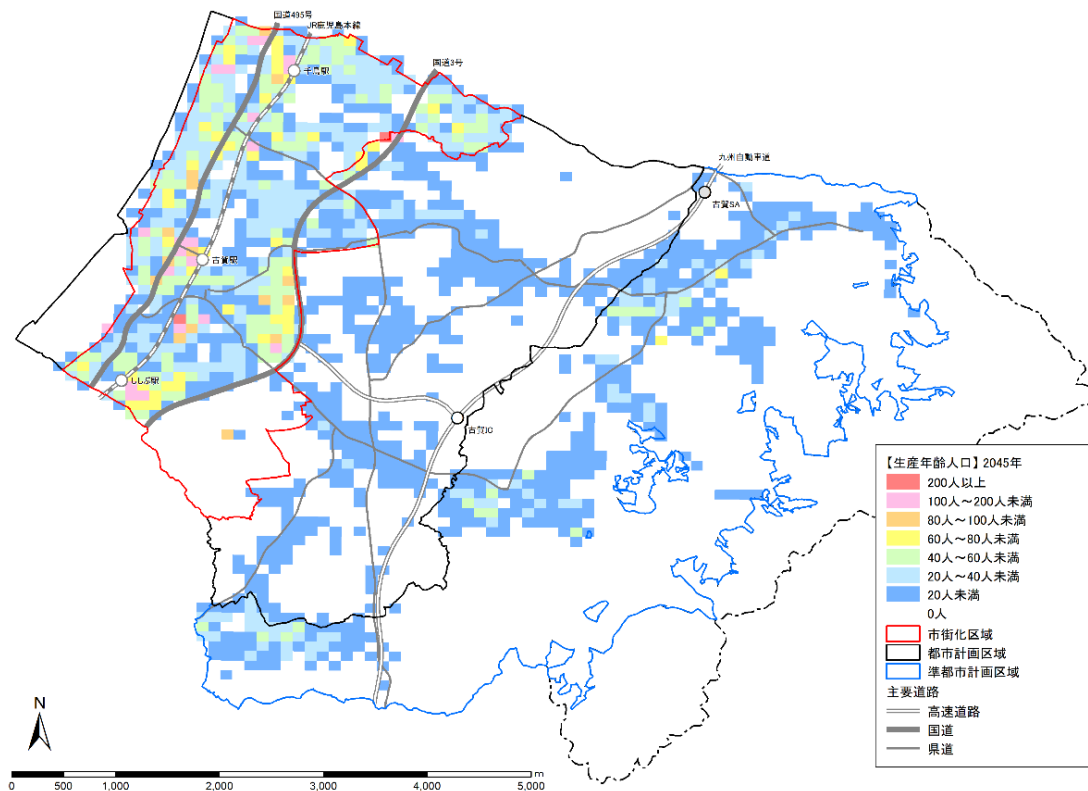 国道495号
JR鹿児島本線
国道3号
千鳥駅
九州自動車道
古賀SA
古賀駅
ししぶ駅
古賀IC
【生産年齢人口】2045年
200人以上
100人～200人未満
80人～100人未満
60人～80人未満
40人～60人未満
20人～40人未満
20人未満
0人
市街化区域
都市計画区域
準都市計画区域
主要道路
高速道路
国道
県道
N
0 500 1,000 2,000 3,000 4,000 5,000 m